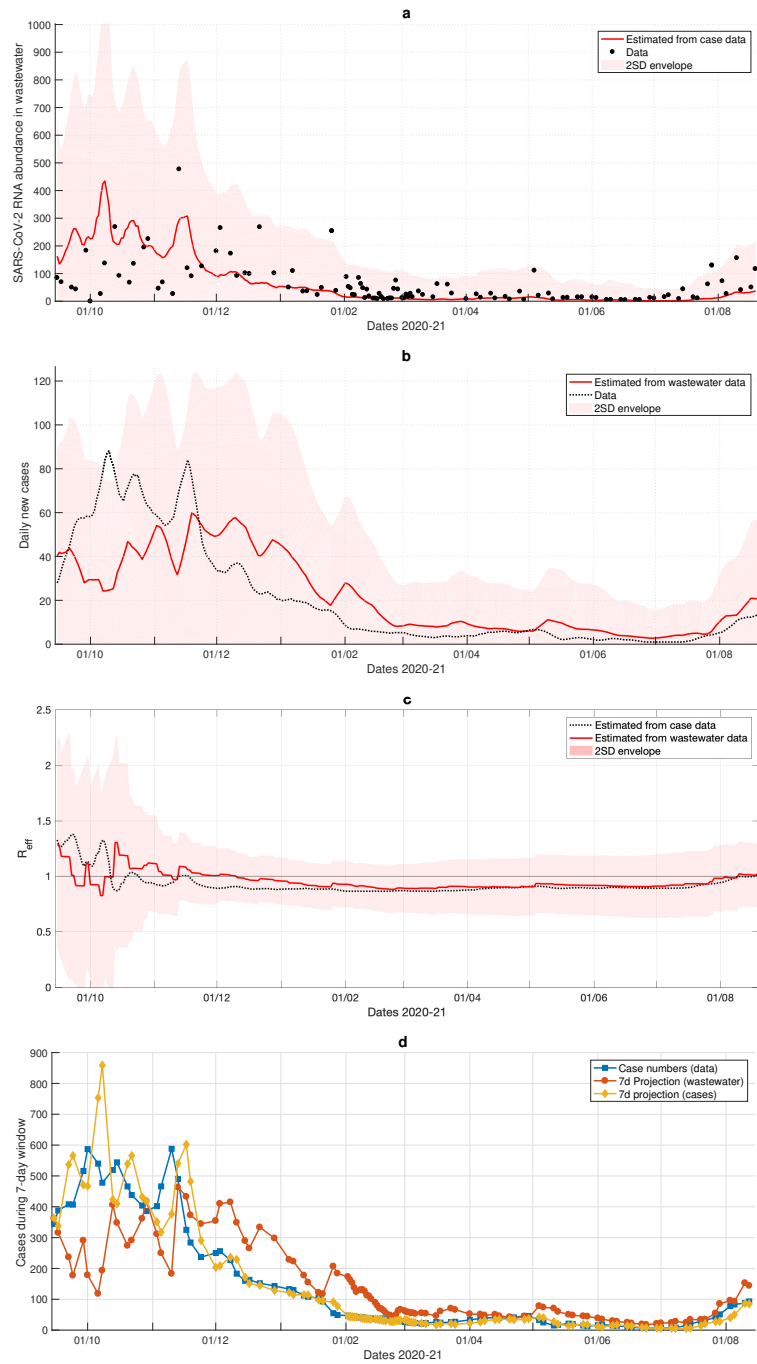 a
1000
900
800
700
600
500
400
300
200
100
0
SARS-CoV-2 RNA abundance in wastewater
Estimated from case data
Data
2SD envelope
01/10
01/12
01/02
01/04
01/06
01/08
Dates 2020-21
b
120
100
80
60
40
20
0
Daily new cases
Estimated from wastewater data
Data
2SD envelope
01/10
01/12
01/02
01/04
01/06
01/08
Dates 2020-21
c
2.5
2
1.5
1
0.5
0
Reff
Estimated from case data
Estimated from wastewater data
2SD envelope
01/10
01/12
01/02
01/04
01/06
01/08
Dates 2020-21
d
900
800
700
600
500
400
300
200
100
0
Cases during 7-day window
Case numbers (data)
7d Projection (wastewater)
7d projection (cases)
01/10
01/12
01/02
01/04
01/06
01/08
Dates 2020-21